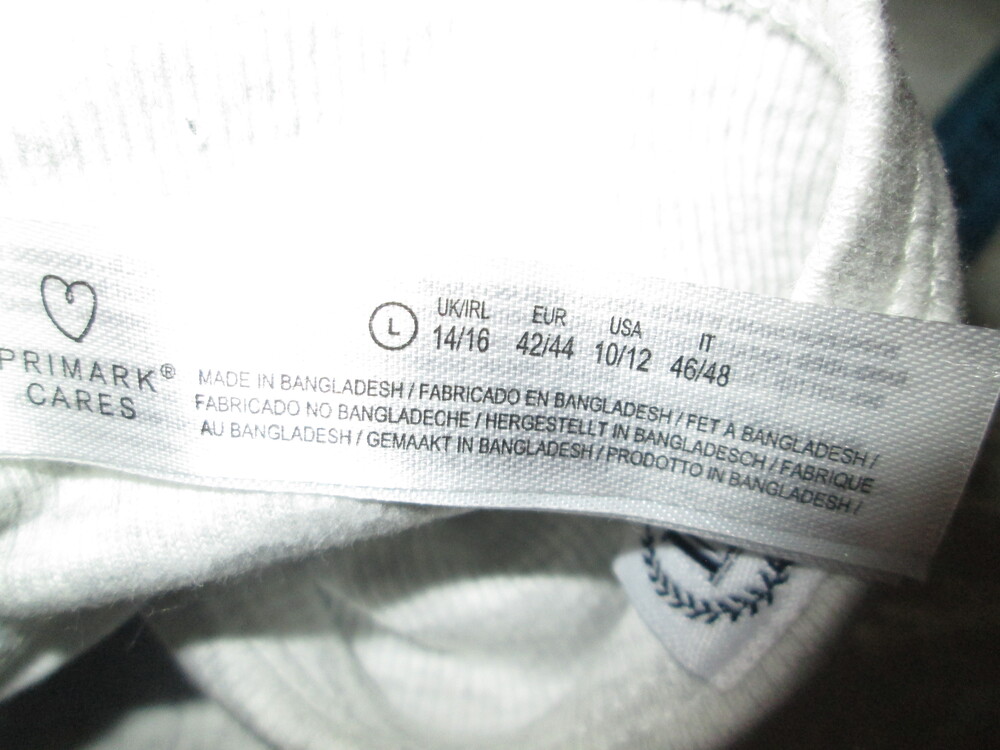 PRIMARK®
CARES
L
UK/IRL EUR USA IT
14/16 42/44 10/12 46/48
MADE IN BANGLADESH / FABRICADO EN BANGLADESH / FET A BANGLADESH /
FABRICADO NO BANGLADECHE / HERGESTELLT IN BANGLADESCH / FABRIQUE
AU BANGLADESH / GEMAAKT IN BANGLADESH / PRODOTTO IN BANGLADESH /